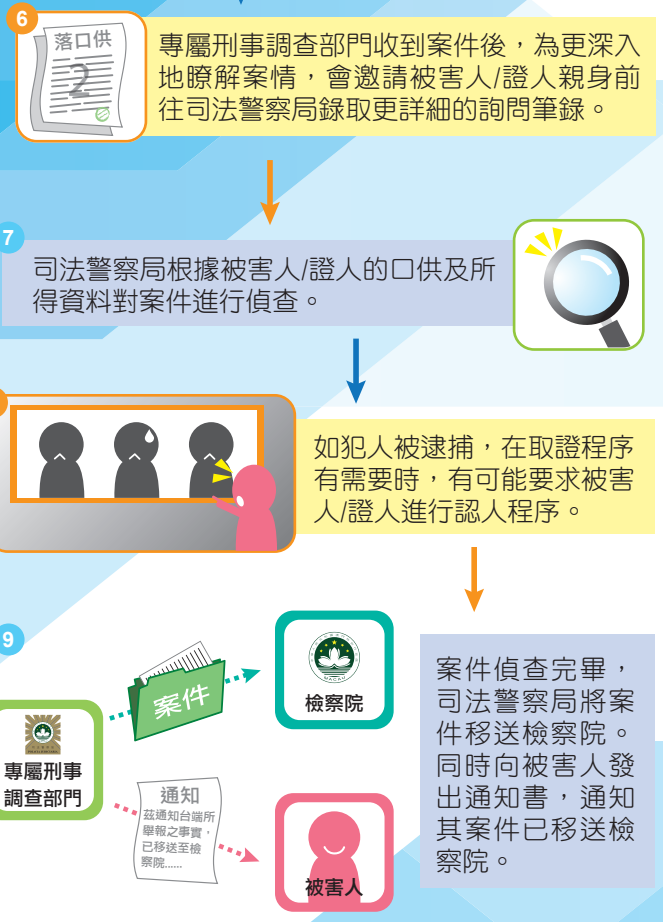 6
落口供
2
專屬刑事調查部門收到案件後，為更深入
地瞭解案情，會邀請被害人/證人親身前
往司法警察局錄取更詳細的詢問筆錄。
7
司法警察局根據被害人/證人的口供及所
得資料對案件進行偵查。
如犯人被逮捕，在取證程序
有需要時，有可能要求被害
人/證人進行認人程序。
9
專屬刑事
調查部門
案件
MACAU
檢察院
通知
茲通知台端所
舉報之事實，
已移送至檢
察院......
被害人
案件偵查完畢，
司法警察局將案
件移送檢察院。
同時向被害人發
出通知書，通知
其案件已移送檢
察院。